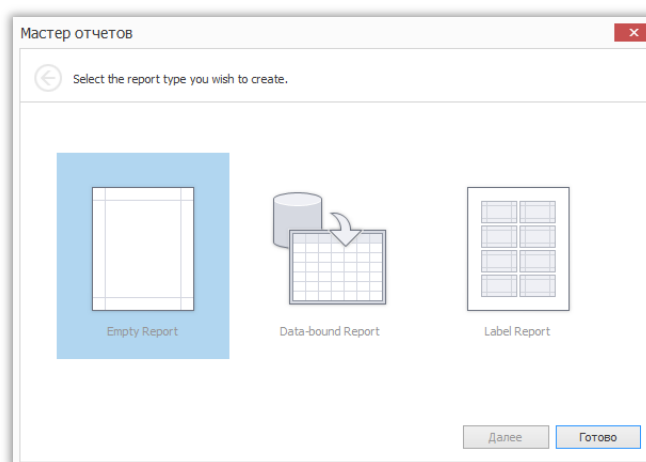 Мастер отчетов
Select the report type you wish to create.
Empty Report
Data-bound Report
Label Report
Далее
Готово